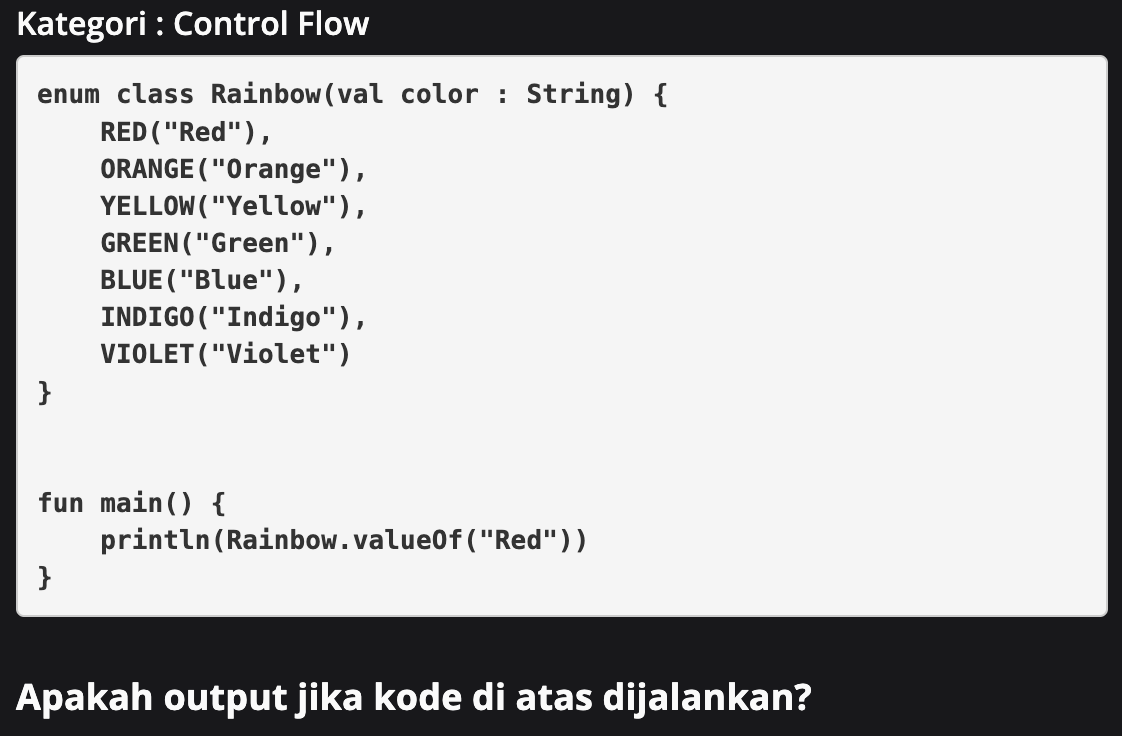 Kategori : Control Flow
enum class Rainbow(val color : String) {
    RED("Red"),
    ORANGE("Orange"),
    YELLOW("Yellow"),
    GREEN("Green"),
    BLUE("Blue"),
    INDIGO("Indigo"),
    VIOLET("Violet")
}
fun main() {
    println(Rainbow.valueOf("Red"))
}
Apakah output jika kode di atas dijalankan?